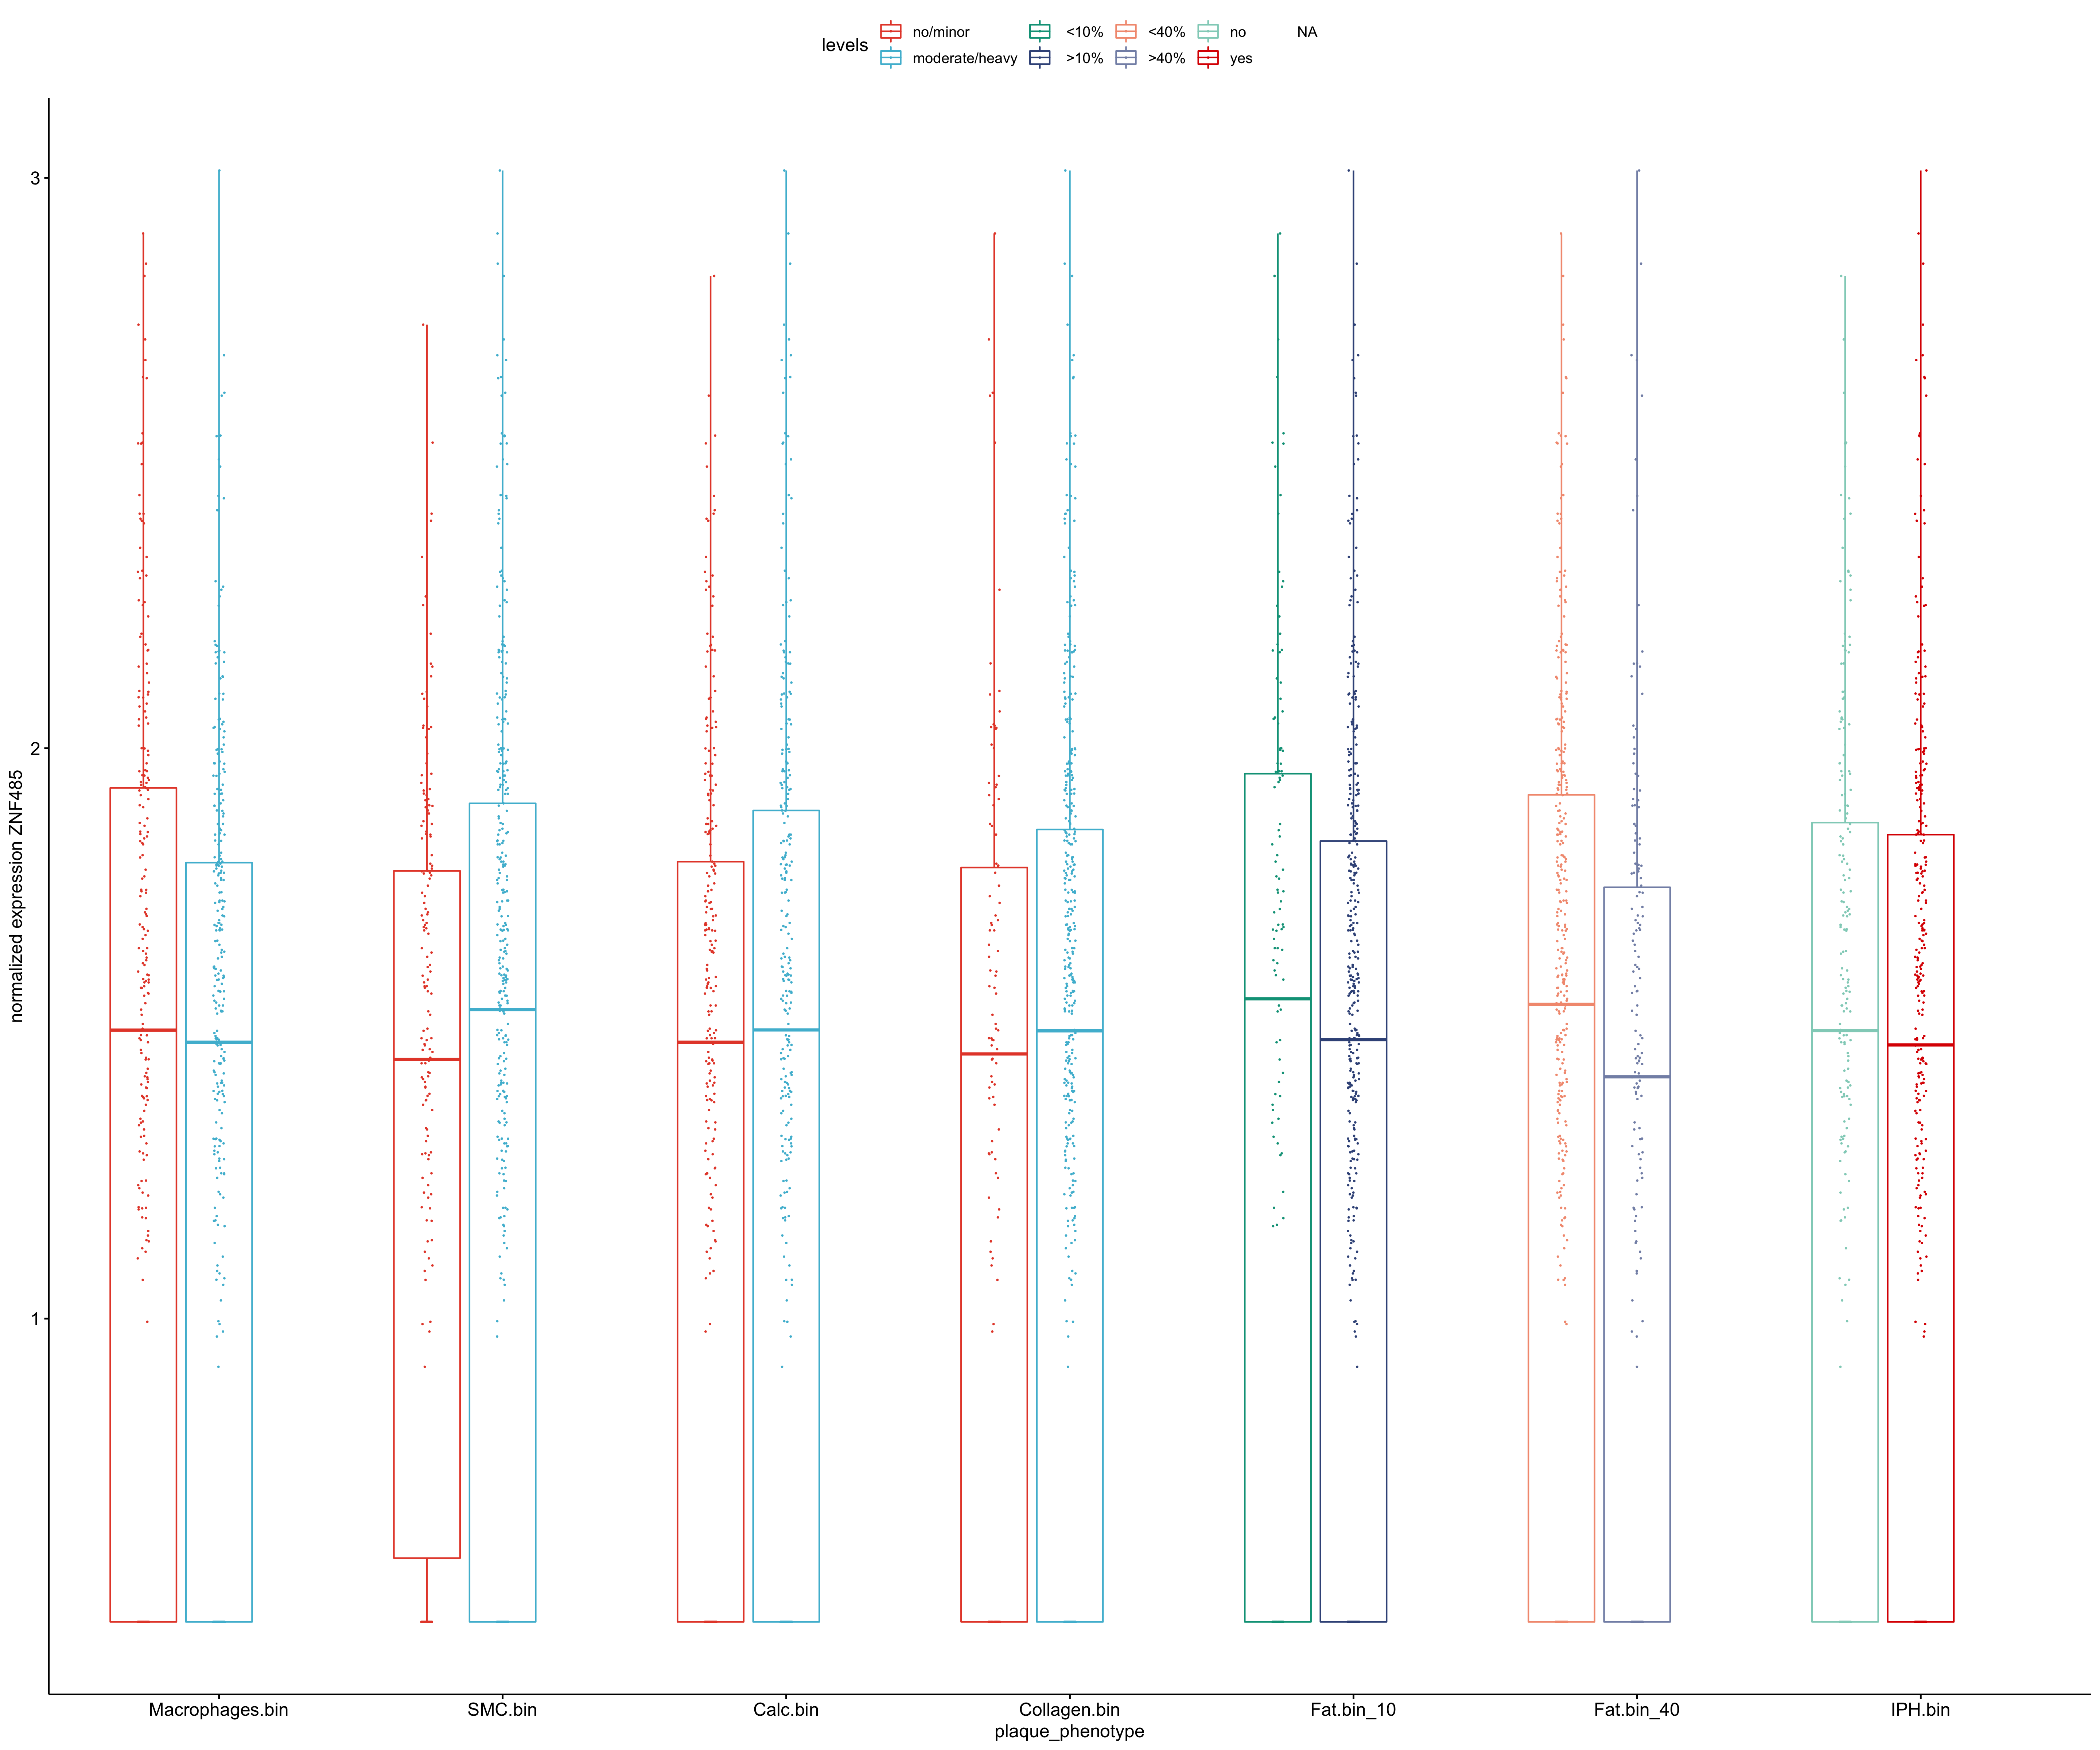 levels
no/minor <10% <40% no NA
moderate/heavy >10% >40% yes
normalized expression ZNF485
3
2
1
Macrophages.bin SMC.bin Calc.bin Collagen.bin Fat.bin_10 Fat.bin_40 IPH.bin
plaque_phenotype